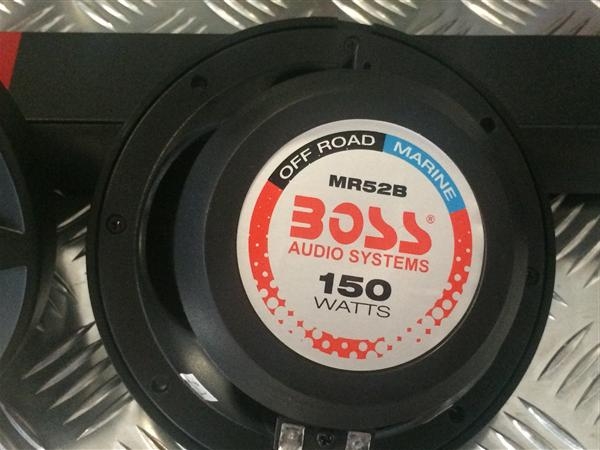 OFF ROAD MARINE
MR52B
BOSS®
AUDIO SYSTEMS
150
WATTS